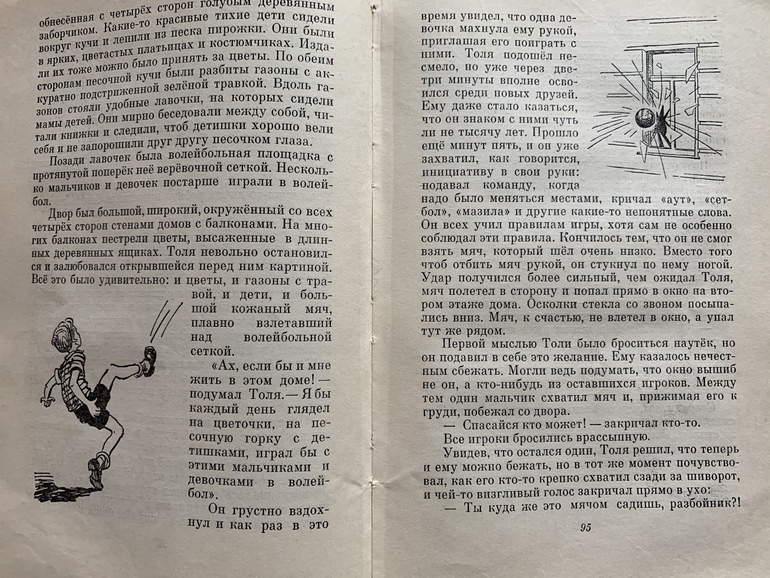 обнесённая с четырёх сторон голубым деревянным
заборчиком. Какие-то красивые тихие дети сидели
вокруг кучи и лепили из песка пирожки. Они были
в ярких, цветастых платьицах и костюмчиках. Изда-
ли их тоже можно было принять за цветы. По обеим
сторонам песочной кучи были разбиты газоны с ак-
куратно подстриженной зелёной травкой. Вдоль га-
зонов стояли удобные лавочки, на которых сидели
мамы детей. Они мирно беседовали между собой, чи-
тали книжки и следили, чтоб детишки хорошо вели
себя и не запорошили друг другу песочком глаза.
Позади лавочек была волейбольная площадка с
протянутой поперёк неё верёвочной сеткой. Несколь-
ко мальчиков и девочек постарше играли в волей-
бол.
Двор был большой, широкий, окружённый со всех
четырёх сторон стенами домов с балконами. На мно-
гих балконах пестрели цветы, высаженные в длин-
ных деревянных ящиках. Толя невольно остановил-
ся и залюбовался открывшейся перед ним картиной.
Всё это было удивительно: и цветы, и газоны с тра-
вой, и дети, и боль-
шой кожаный мяч,
плавно взлетавший
над волейбольной
сеткой.
«Ах, если бы и мне
жить в этом доме! —
подумал Толя.— Я бы
каждый день глядел
на цветочки, на пе-
сочную горку с де-
тишками, играл бы с
этими мальчиками и
девочками в волей-
бол».
Он грустно вздох-
нул и как раз в это
время увидел, что одна де-
вочка махнула ему рукой,
приглашая его поиграть с
ними. Толя подошёл не-
смело, но уже через две-
три минуты вполне осво-
ился среди новых друзей.
Ему даже стало казаться,
что он знаком с ними чуть
ли не тысячу лет. Прошло
ещё минут пять, и он уже
захватил, как говорится,
инициативу в свои руки:
подавал команду, когда
надо было меняться местами, кричал «аут», «сет-
бол», «мазила» и другие какие-то непонятные слова.
Он всех учил правилам игры, хотя сам не особенно
соблюдал эти правила. Кончилось тем, что он не смог
взять мяч, который шёл очень низко. Вместо того
чтоб отбить мяч рукой, он стукнул по нему ногой.
Удар получился более сильный, чем ожидал Толя,
мяч полетел в сторону и попал прямо в окно на вто-
ром этаже дома. Осколки стекла со звоном посыпа-
лись вниз. Мяч, к счастью, не влетел в окно, а упал
тут же рядом.
Первой мыслью Толи было броситься наутёк, но
он подавил в себе это желание. Ему казалось нечест-
ным сбежать. Могли ведь подумать, что окно вышиб
не он, а кто-нибудь из оставшихся игроков. Между
тем один мальчик схватил мяч и, прижимая его к
груди, побежал со двора.
— Спасайся кто может! — закричал кто-то.
Все игроки бросились врассыпную.
Увидев, что остался один, Толя решил, что теперь
и ему можно бежать, но в тот же момент почувство-
вал, как его кто-то крепко схватил сзади за шиворот,
и чей-то визгливый голос закричал прямо в ухо:
— Ты куда же это мячом садишь, разбойник?!
95